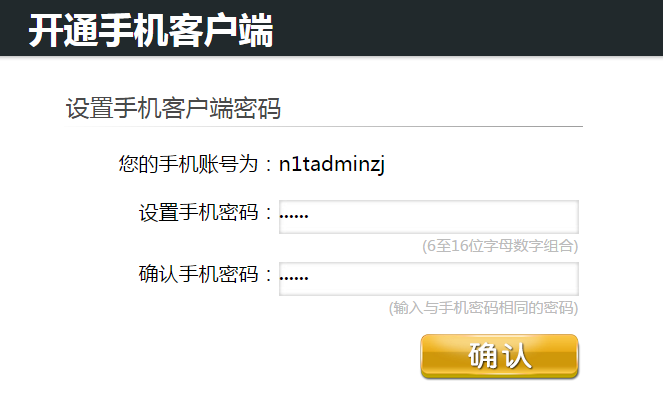 开通手机客户端
设置手机客户端密码
您的手机账号为：n1tadminzj
设置手机密码：••••••
(6至16位字母数字组合)
确认手机密码：••••••
(输入与手机密码相同的密码)
确认